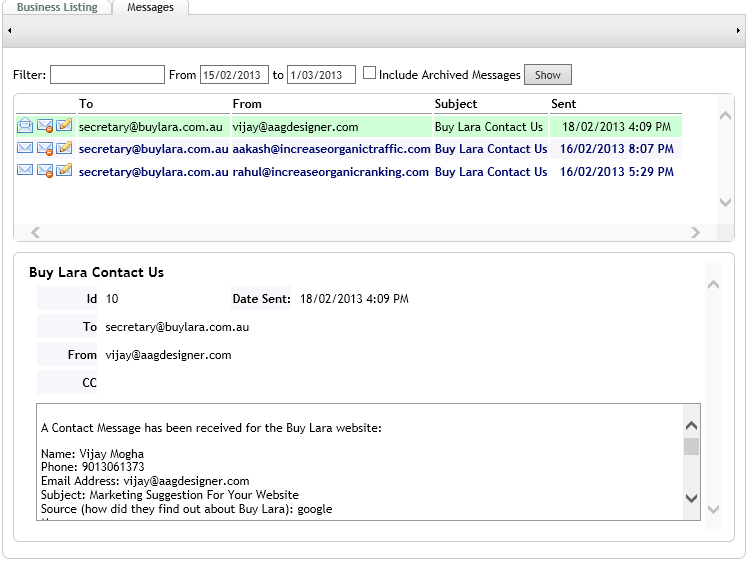 Business Listing Messages
Filter: From 15/02/2013 to 1/03/2013 Include Archived Messages Show
To From Subject Sent
secretary@buylara.com.au vijay@aagdesigner.com Buy Lara Contact Us 18/02/2013 4:09 PM
secretary@buylara.com.au aakash@increaseorganictraffic.com Buy Lara Contact Us 16/02/2013 8:07 PM
secretary@buylara.com.au rahul@increaseorganicranking.com Buy Lara Contact Us 16/02/2013 5:29 PM
Buy Lara Contact Us
Id 10 Date Sent: 18/02/2013 4:09 PM
To secretary@buylara.com.au
From vijay@aagdesigner.com
CC
A Contact Message has been received for the Buy Lara website:
Name: Vijay Mogha
Phone: 9013061373
Email Address: vijay@aagdesigner.com
Subject: Marketing Suggestion For Your Website
Source (how did they find out about Buy Lara): google